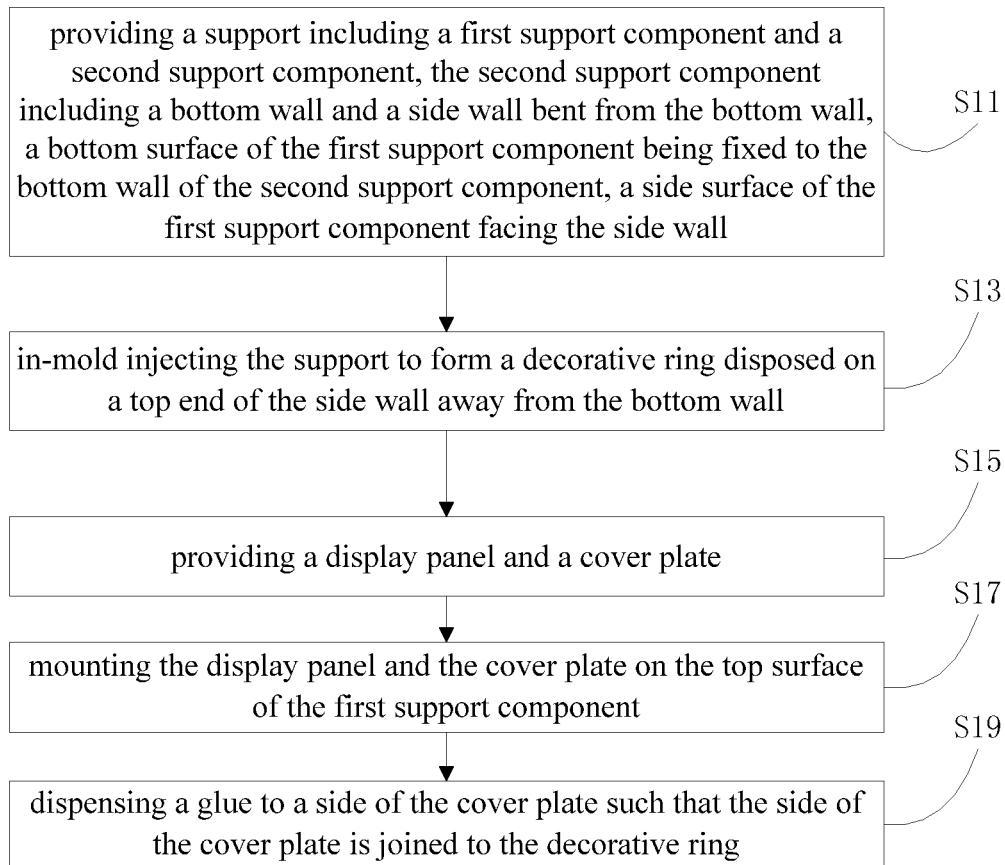 providing a support including a first support component and a
second support component, the second support component
including a bottom wall and a side wall bent from the bottom wall,
a bottom surface of the first support component being fixed to the
bottom wall of the second support component, a side surface of the
first support component facing the side wall
S11
S13
in-mold injecting the support to form a decorative ring disposed on
a top end of the side wall away from the bottom wall
S15
providing a display panel and a cover plate
S17
mounting the display panel and the cover plate on the top surface
of the first support component
S19
dispensing a glue to a side of the cover plate such that the side of
the cover plate is joined to the decorative ring